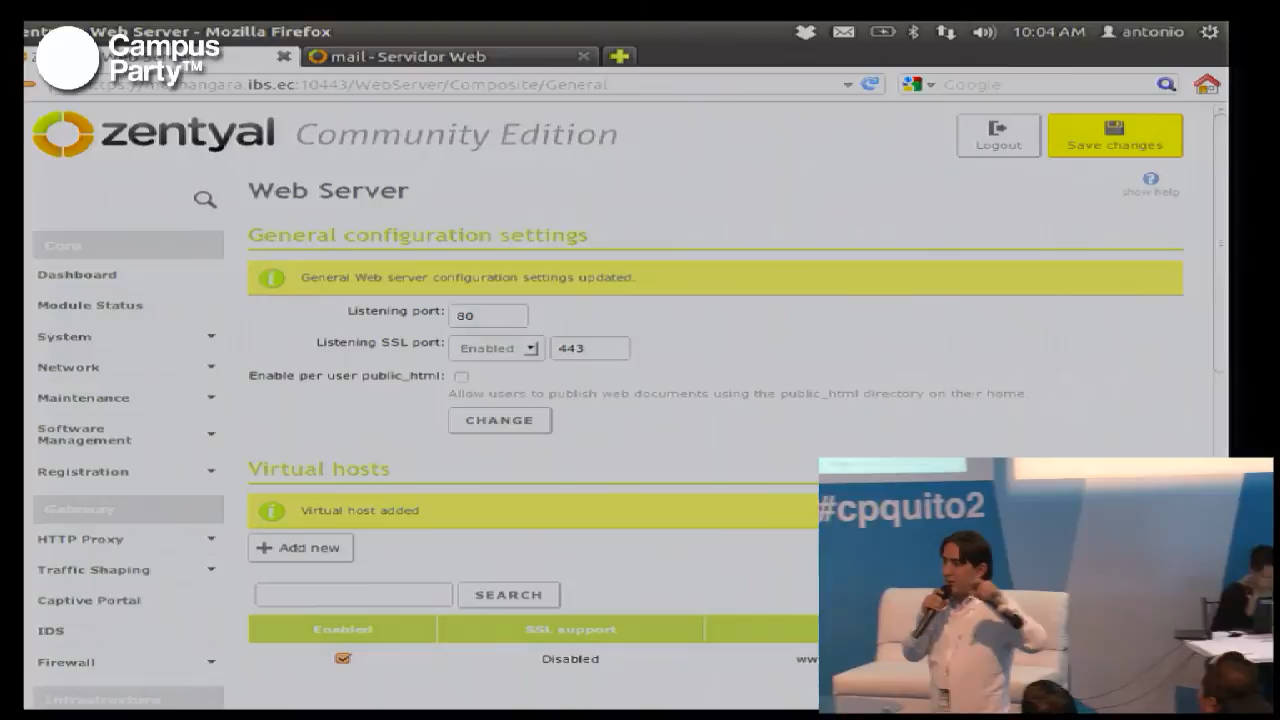 Web Server - Mozilla Firefox
10:04 AM antonio
Campus
Party™
mail - Servidor Web
.ibs.ec:10443/WebServer/Composite/General
Google
zentyal Community Edition
Logout
Save changes
Web Server
show help
General configuration settings
Core
General Web server configuration settings updated.
Dashboard
Module Status
Listening port: 80
System
Listening SSL port: Enabled 443
Network
Enable per user public_html:
Allow users to publish web documents using the public_html directory on their home.
Maintenance
CHANGE
Software
Management
Registration
Virtual hosts
Gateway
Virtual host added
HTTP Proxy
Add new
Traffic Shaping
Captive Portal
SEARCH
IDS
Enabled SSL support
Firewall
Disabled
Infrastructure
#cpquito2